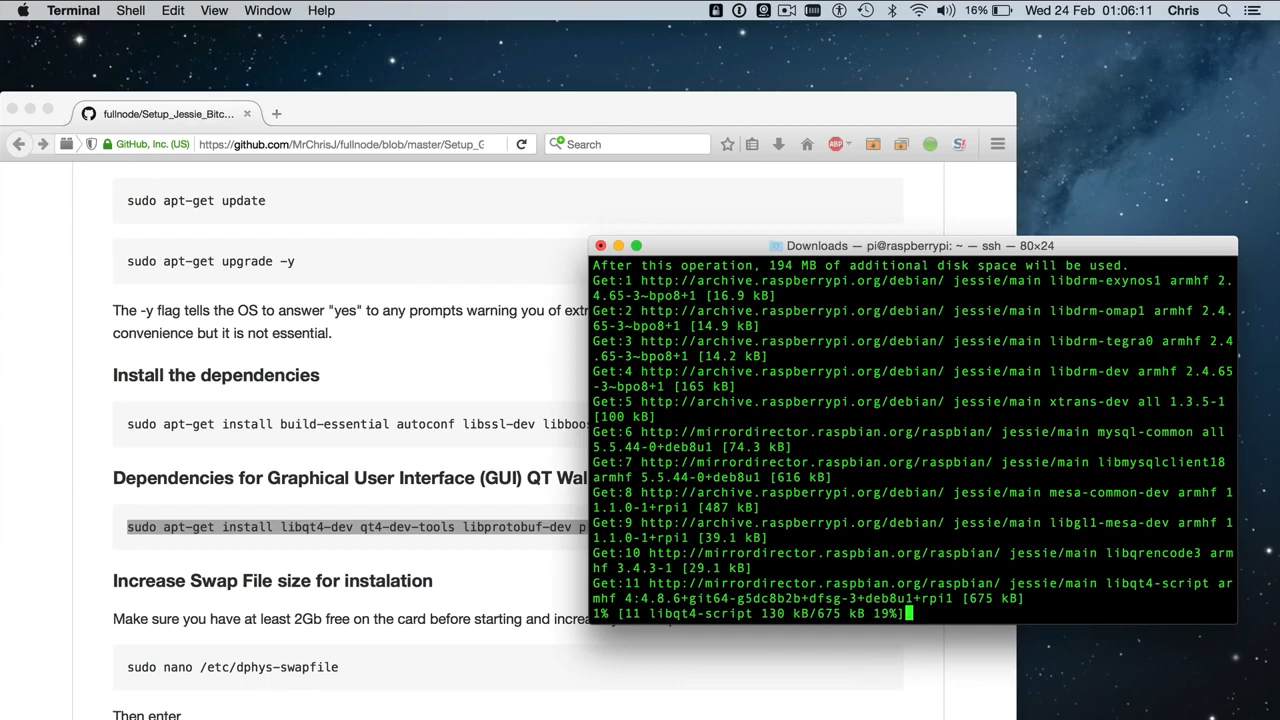 Terminal Shell Edit View Window Help 16% Wed 24 Feb 01:06:11 Chris
fullnode/Setup_Jessie_Bitc...
GitHub, Inc. (US) https://github.com/MrChrisJ/fullnode/blob/master/Setup_G Search ABP
sudo apt-get update
sudo apt-get upgrade -y
The -y flag tells the OS to answer "yes" to any prompts warning you of ext
convenience but it is not essential.
Install the dependencies
sudo apt-get install build-essential autoconf libssl-dev libboos
Dependencies for Graphical User Interface (GUI) QT Wal
sudo apt-get install libqt4-dev qt4-dev-tools libprotobuf-dev p
Increase Swap File size for instalation
Make sure you have at least 2Gb free on the card before starting and increa
sudo nano /etc/dphys-swapfile
Then enter
Downloads — pi@raspberrypi: ~ — ssh — 80×24
After this operation, 194 MB of additional disk space will be used.
Get:1 http://archive.raspberrypi.org/debian/ jessie/main libdrm-exynos1 armhf 2.
4.65-3~bpo8+1 [16.9 kB]
Get:2 http://archive.raspberrypi.org/debian/ jessie/main libdrm-omap1 armhf 2.4.
65-3~bpo8+1 [14.9 kB]
Get:3 http://archive.raspberrypi.org/debian/ jessie/main libdrm-tegra0 armhf 2.4
.65-3~bpo8+1 [14.2 kB]
Get:4 http://archive.raspberrypi.org/debian/ jessie/main libdrm-dev armhf 2.4.65
-3~bpo8+1 [165 kB]
Get:5 http://archive.raspberrypi.org/debian/ jessie/main xtrans-dev all 1.3.5-1
[100 kB]
Get:6 http://mirrordirector.raspbian.org/raspbian/ jessie/main mysql-common all
5.5.44-0+deb8u1 [74.3 kB]
Get:7 http://mirrordirector.raspbian.org/raspbian/ jessie/main libmysqlclient18
armhf 5.5.44-0+deb8u1 [616 kB]
Get:8 http://mirrordirector.raspbian.org/raspbian/ jessie/main mesa-common-dev armhf 1
1.1.0-1+rpi1 [487 kB]
Get:9 http://mirrordirector.raspbian.org/raspbian/ jessie/main libgl1-mesa-dev armhf 1
1.1.0-1+rpi1 [39.1 kB]
Get:10 http://mirrordirector.raspbian.org/raspbian/ jessie/main libqrencode3 arm
hf 3.4.3-1 [29.1 kB]
Get:11 http://mirrordirector.raspbian.org/raspbian/ jessie/main libqt4-script ar
mhf 4:4.8.6+git64-g5dc8b2b+dfsg-3+deb8u1+rpi1 [675 kB]
1% [11 libqt4-script 130 kB/675 kB 19%]